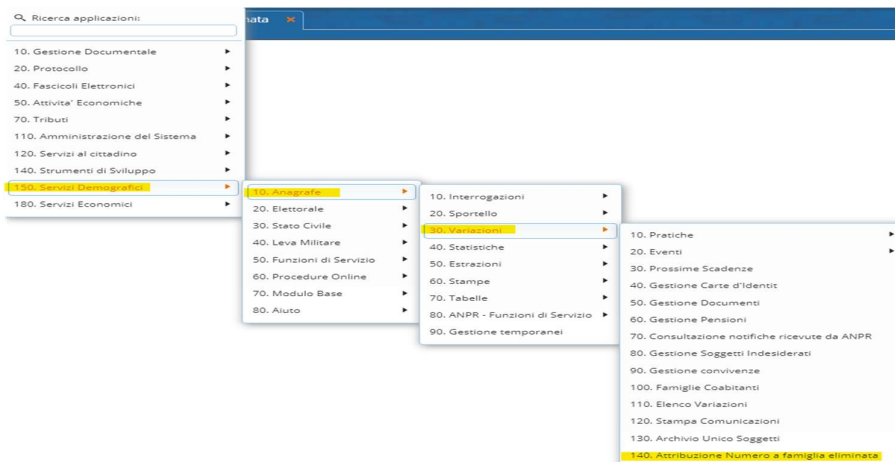 Ricerca applicazioni:
nata
10. Gestione Documentale
20. Protocollo
40. Fascicoli Elettronici
50. Attivita' Economiche
70. Tributi
110. Amministrazione del Sistema
120. Servizi al cittadino
140. Strumenti di Sviluppo
150. Servizi Demografici
180. Servizi Economici
10. Anagrafe
20. Elettorale
30. Stato Civile
40. Leva Militare
50. Funzioni di Servizio
60. Procedure Online
70. Modulo Base
80. Aiuto
10. Interrogazioni
20. Sportello
30. Variazioni
40. Statistiche
50. Estrazioni
60. Stampe
70. Tabelle
80. ANPR - Funzioni di Servizio
90. Gestione temporanei
10. Pratiche
20. Eventi
30. Prossime Scadenze
40. Gestione Carte d'Identit
50. Gestione Documenti
60. Gestione Pensioni
70. Consultazione notifiche ricevute da ANPR
80. Gestione Soggetti Indesiderati
90. Gestione convivenze
100. Famiglie Coabitanti
110. Elenco Variazioni
120. Stampa Comunicazioni
130. Archivio Unico Soggetti
140. Attribuzione Numero a famiglia eliminata